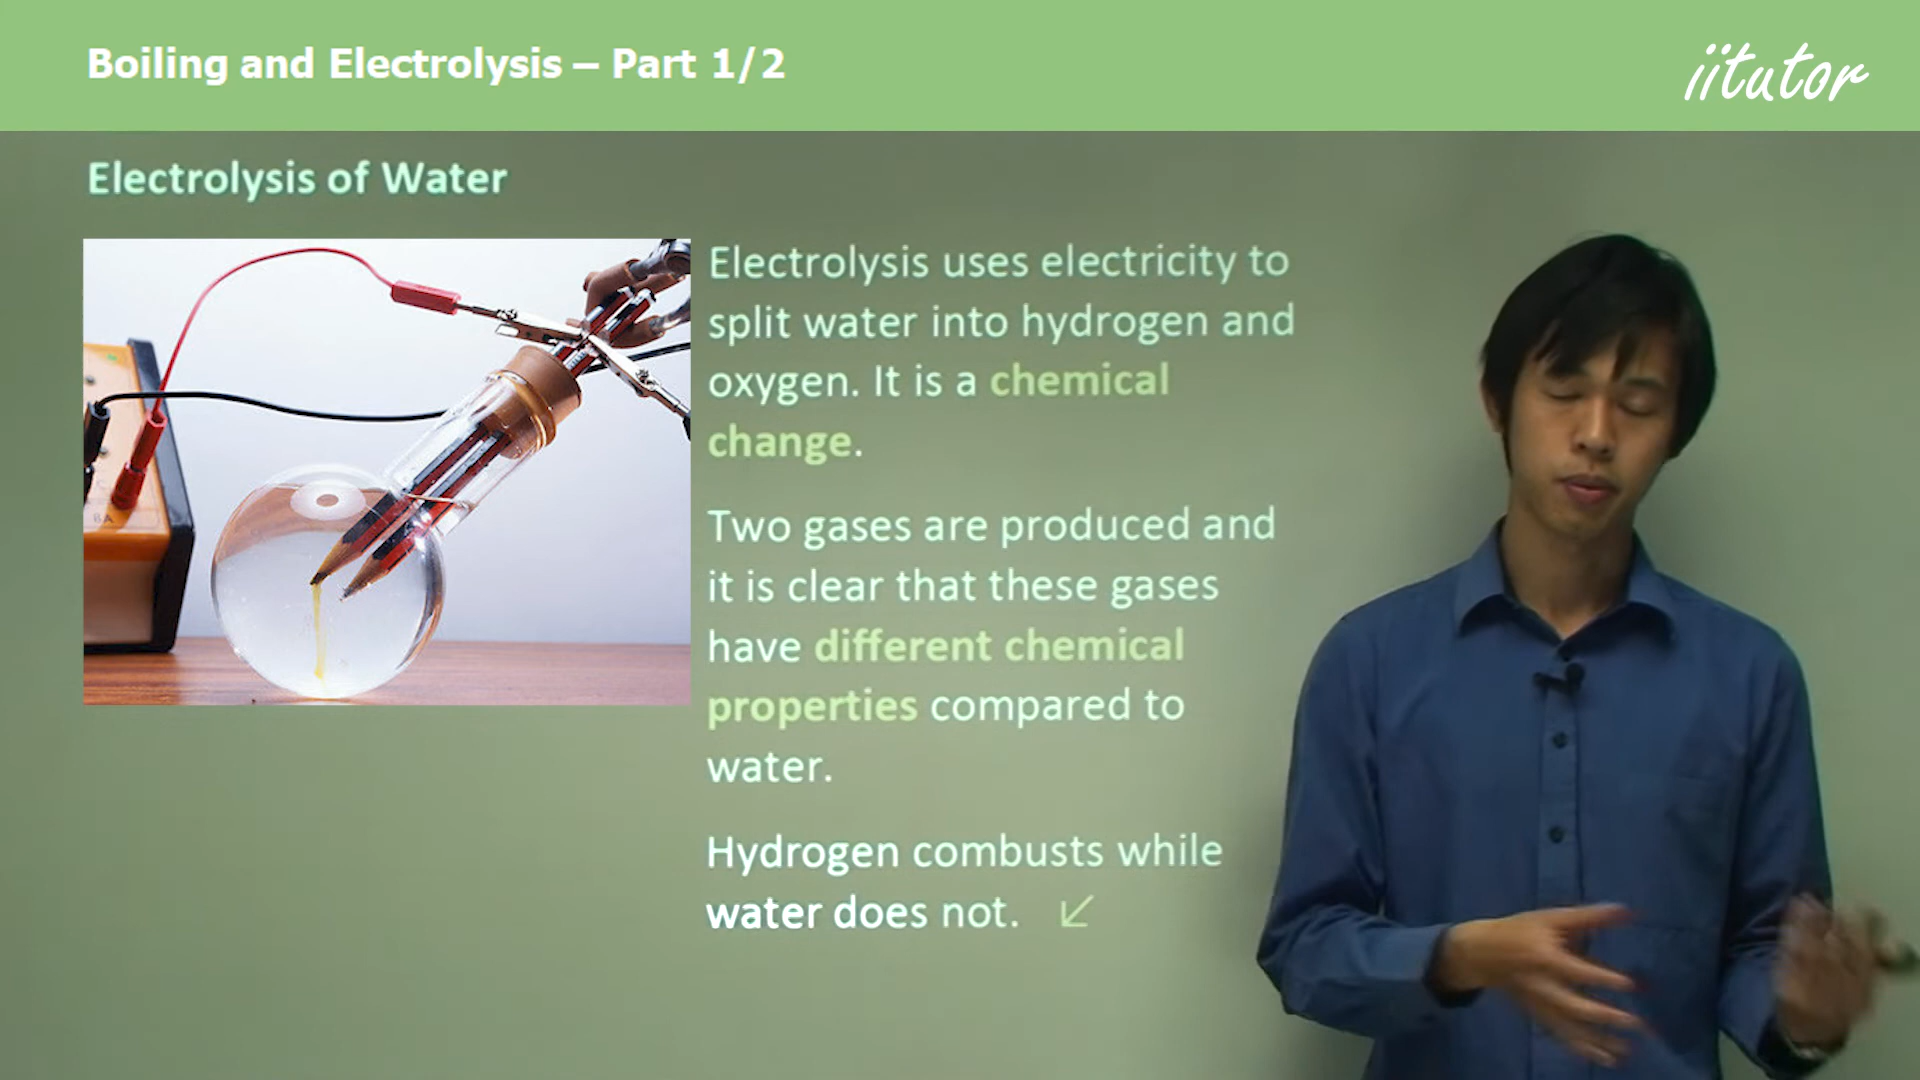 Boiling and Electrolysis – Part 1/2
iitutor
Electrolysis of Water
Electrolysis uses electricity to
split water into hydrogen and
oxygen. It is a chemical
change.
Two gases are produced and
it is clear that these gases
have different chemical
properties compared to
water.
Hydrogen combusts while
water does not.
8A